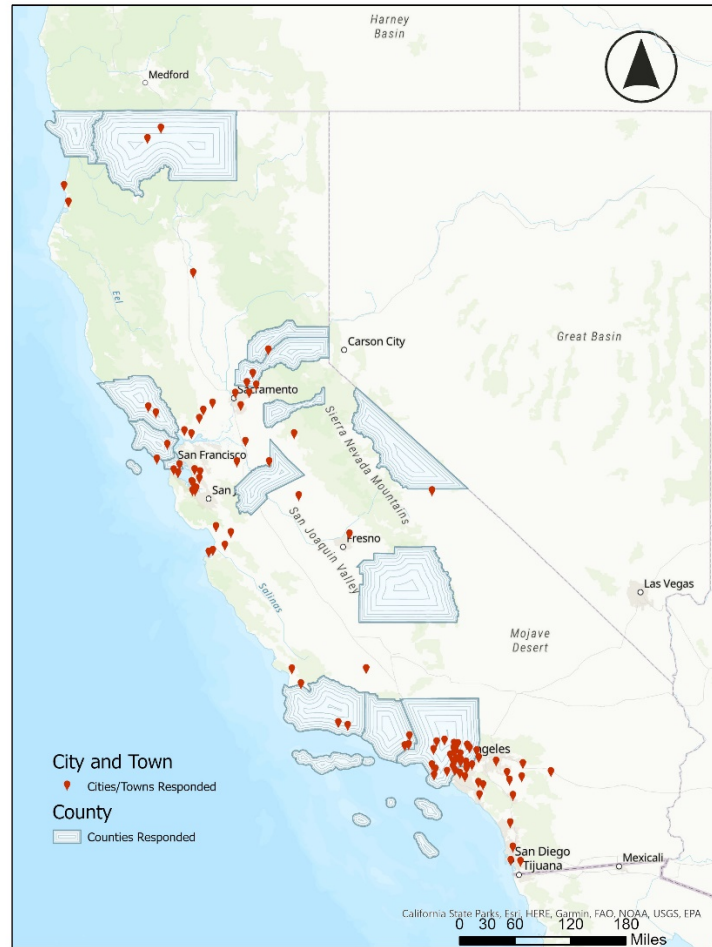 Harney
Basin
Medford
Eel
Carson City
Great Basin
Sacramento
Sierra Nevada Mountains
San Francisco
San J
San Joaquin Valley
Fresno
Salinas
Las Vegas
Mojave
Desert
City and Town
Cities/Towns Responded
County
Counties Responded
ngeles
San Diego
Tijuana
Mexicali
California State Parks, Esri, HERE, Garmin, FAO, NOAA, USGS, EPA
0 30 60 120 180
Miles